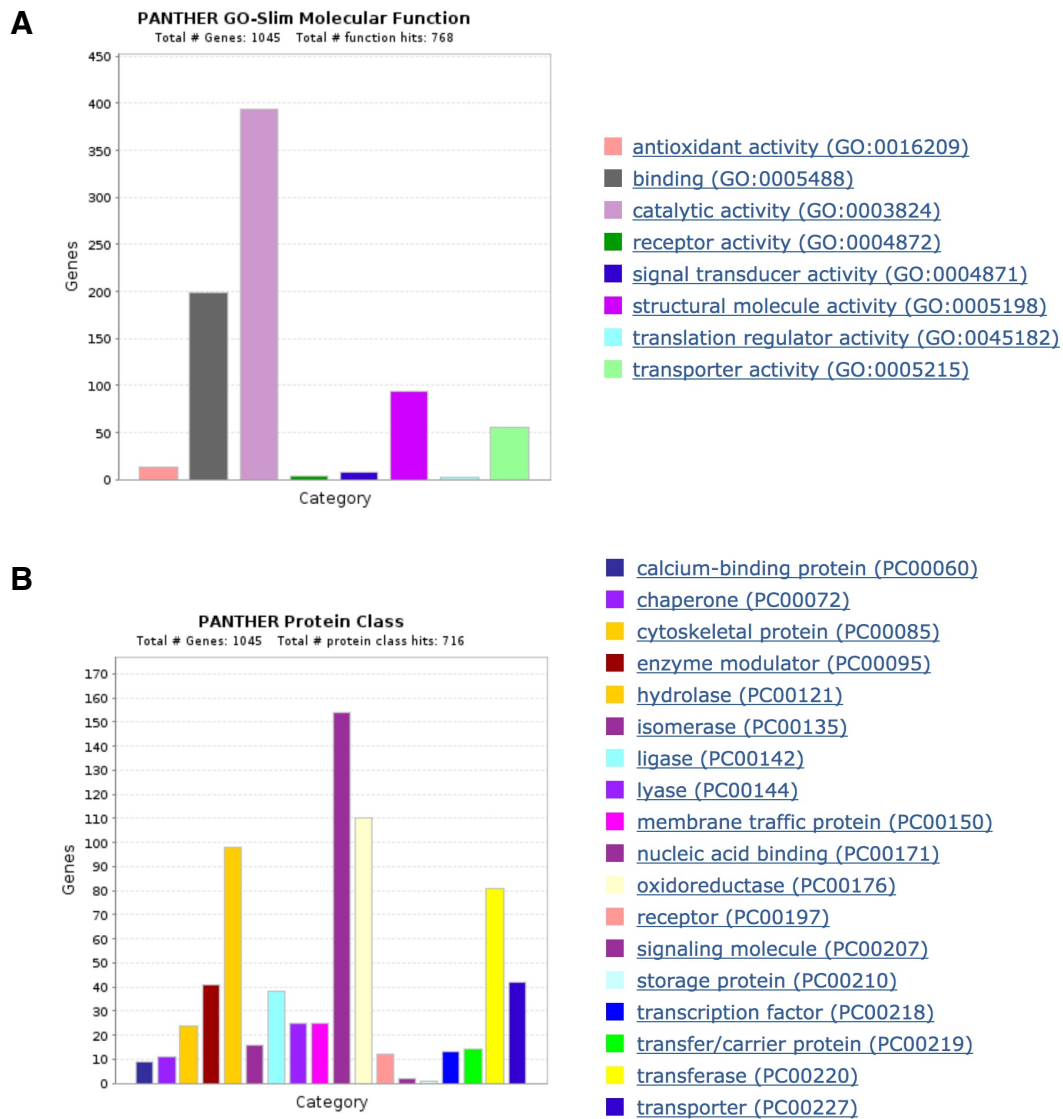 A
PANTHER GO-Slim Molecular Function
Total # Genes: 1045 Total # function hits: 768
450
400
350
300
250
200
150
100
50
0
Genes
Category
antioxidant activity (GO:0016209)
binding (GO:0005488)
catalytic activity (GO:0003824)
receptor activity (GO:0004872)
signal transducer activity (GO:0004871)
structural molecule activity (GO:0005198)
translation regulator activity (GO:0045182)
transporter activity (GO:0005215)
B
PANTHER Protein Class
Total # Genes: 1045 Total # protein class hits: 716
170
160
150
140
130
120
110
100
90
80
70
60
50
40
30
20
10
0
Genes
Category
calcium-binding protein (PC00060)
chaperone (PC00072)
cytoskeletal protein (PC00085)
enzyme modulator (PC00095)
hydrolase (PC00121)
isomerase (PC00135)
ligase (PC00142)
lyase (PC00144)
membrane traffic protein (PC00150)
nucleic acid binding (PC00171)
oxidoreductase (PC00176)
receptor (PC00197)
signaling molecule (PC00207)
storage protein (PC00210)
transcription factor (PC00218)
transfer/carrier protein (PC00219)
transferase (PC00220)
transporter (PC00227)